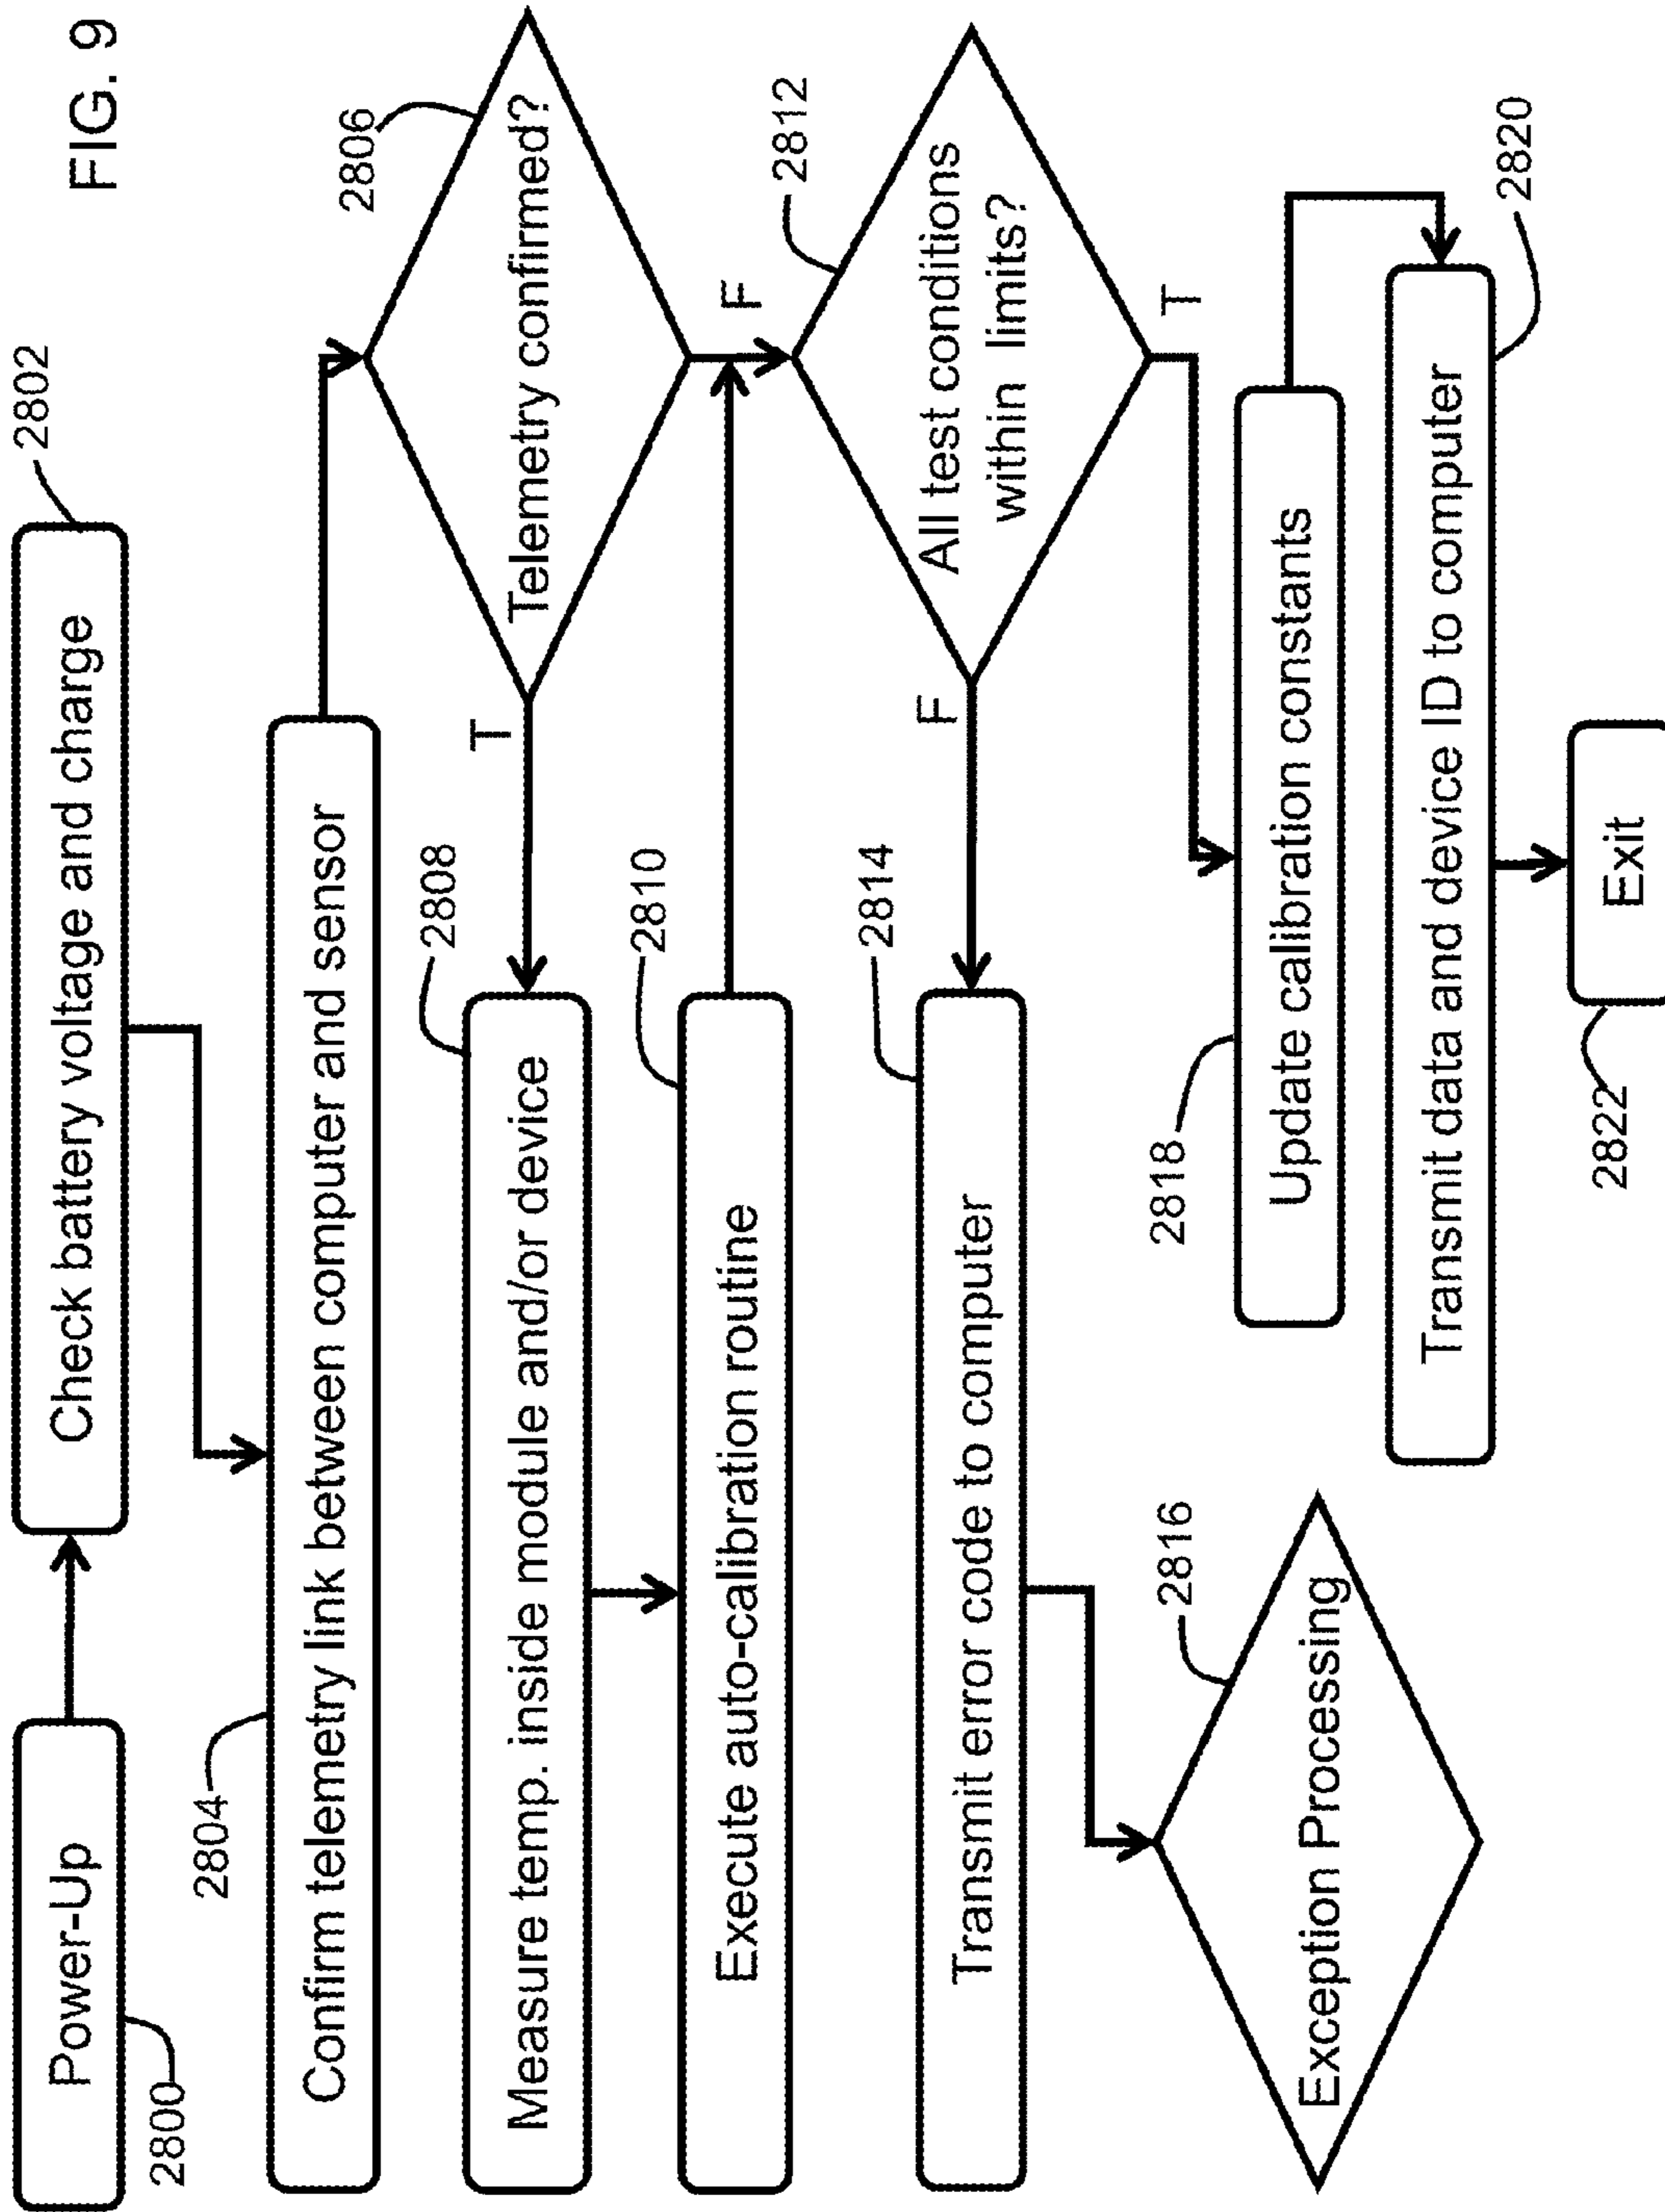 FIG. 9
Power-Up
2800
Check battery voltage and charge
2802
2804
Confirm telemetry link between computer and sensor
2806
Telemetry confirmed?
T
F
2808
Measure temp. inside module and/or device
2810
Execute auto-calibration routine
2812
All test conditions
within limits?
F
T
2814
Transmit error code to computer
2816
Exception Processing
2818
Update calibration constants
2820
Transmit data and device ID to computer
2822
Exit